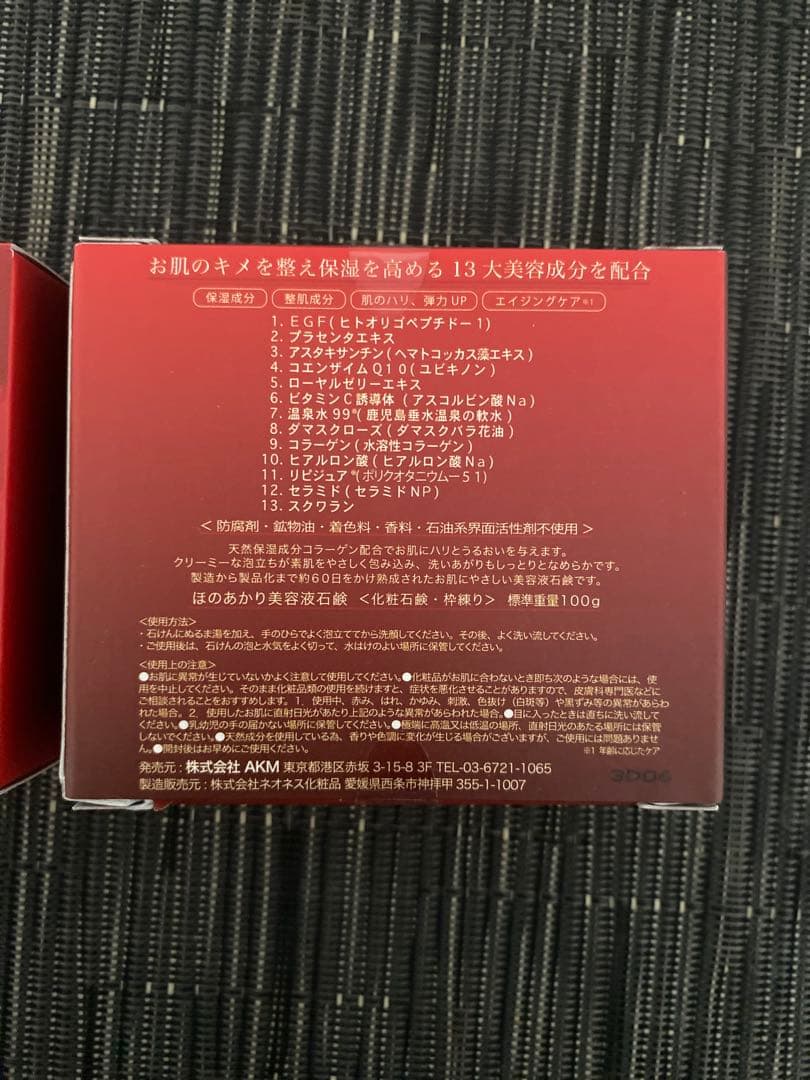 お肌のキメを整え保湿を高める 13 大美容成分を配合
保湿成分 整肌成分 肌のハリ、弾力 UP エイジングケア※1
1. EGF(ヒトオリゴペプチドー1)
2. プラセンタエキス
3. アスタキサンチン(ヘマトコッカス藻エキス)
4. コエンザイムQ10(ユビキノン)
5. ローヤルゼリーエキス
6. ビタミンC誘導体 (アスコルビン酸Na)
7. 温泉水 99®(鹿児島垂水温泉の軟水)
8. ダマスクローズ(ダマスクバラ花油)
9. コラーゲン(水溶性コラーゲン)
10. ヒアルロン酸(ヒアルロン酸Na)
11. リピジュア®(ポリクオタニウムー51)
12. セラミド(セラミドNP)
13. スクワラン
＜防腐剤・鉱物油・着色料・香料・石油系界面活性剤不使用＞
天然保湿成分コラーゲン配合でお肌にハリとうるおいを与えます。
クリーミーな泡立ちが素肌をやさしく包み込み、洗いあがりもしっとりとなめらかです。
製造から製品化まで約60日をかけ熟成されたお肌にやさしい美容液石鹸です。
ほのあかり美容液石鹸 ＜化粧石鹸・枠練り＞ 標準重量100g
＜使用方法＞
・石けんにぬるま湯を加え、手のひらでよく泡立ててから洗顔してください。その後、よく洗い流してください。
・ご使用後は、石けんの泡と水気をよく切って、水はけのよい場所に保管してください。
＜使用上の注意＞
●お肌に異常が生じていないかよく注意して使用してください。●化粧品がお肌に合わないとき即ち次のような場合には、使
用を中止してください。そのまま化粧品類の使用を続けますと、症状を悪化させることがありますので、皮膚科専門医などに
ご相談されることをおすすめします。1．使用中、赤み、はれ、かゆみ、刺激、色抜け（白斑等）や黒ずみ等の異常があらわ
れた場合。2．使用したお肌に直射日光があたり上記のような異常があらわれた場合。●目に入ったときは直ちに洗い流して
ください。●乳幼児の手の届かない場所に保管してください。●極端に高温又は低温の場所、直射日光のあたる場所には保管
しないでください。●天然成分を使用している為、香りや色調に変化が生じる場合がございますが、ご使用には問題ありませ
ん。●開封後はお早めにご使用ください。 ※1 年齢に応じたケア
発売元：株式会社 AKM 東京都港区赤坂 3-15-8 3F TEL-03-6721-1065
製造販売元：株式会社ネオネス化粧品 愛媛県西条市神拝甲 355-1-1007
3D04